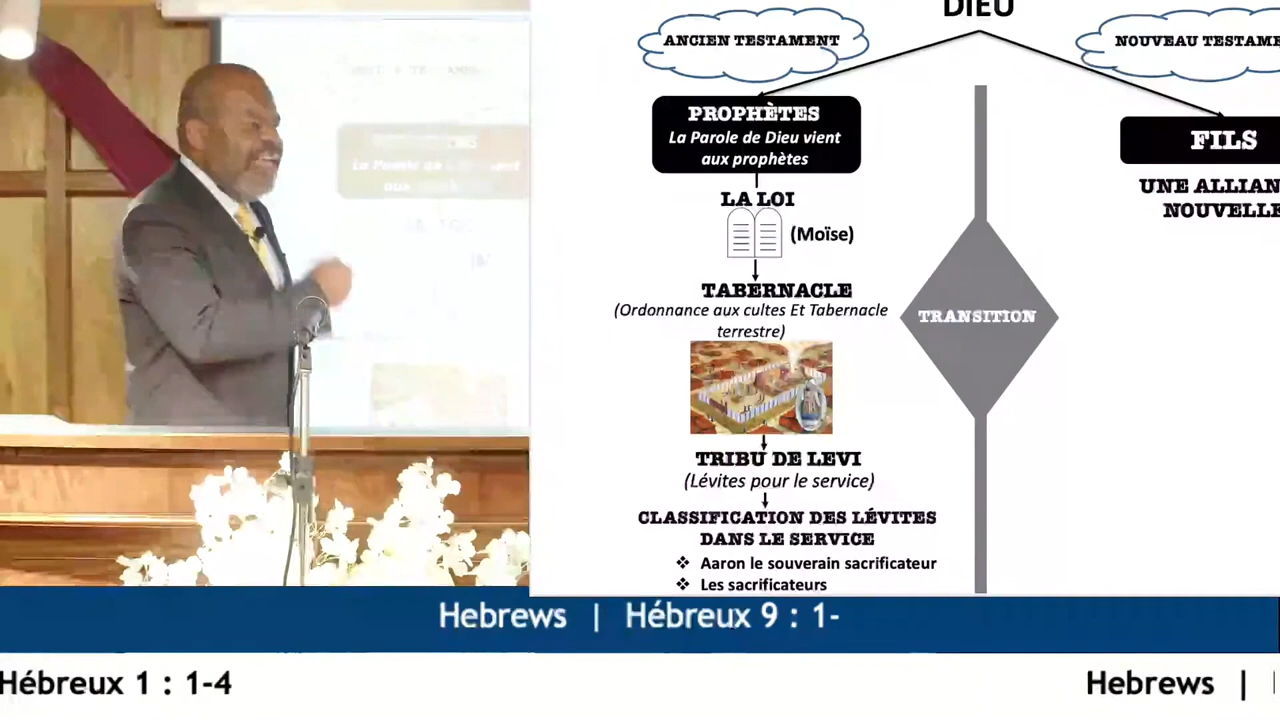 DIEU
ANCIEN TESTAMENT
NOUVEAU TESTAME
PROPHÈTES
La Parole de Dieu vient
aux prophètes
FILS
UNE ALLIAN
NOUVELLE
LA LOI
(Moïse)
TABERNACLE
(Ordonnance aux cultes Et Tabernacle
terrestre)
TRANSITION
TRIBU DE LEVI
(Lévites pour le service)
CLASSIFICATION DES LÉVITES
DANS LE SERVICE
❖ Aaron le souverain sacrificateur
❖ Les sacrificateurs
Hebrews | Hébreux 9 : 1-
Hébreux 1 : 1-4
Hebrews |